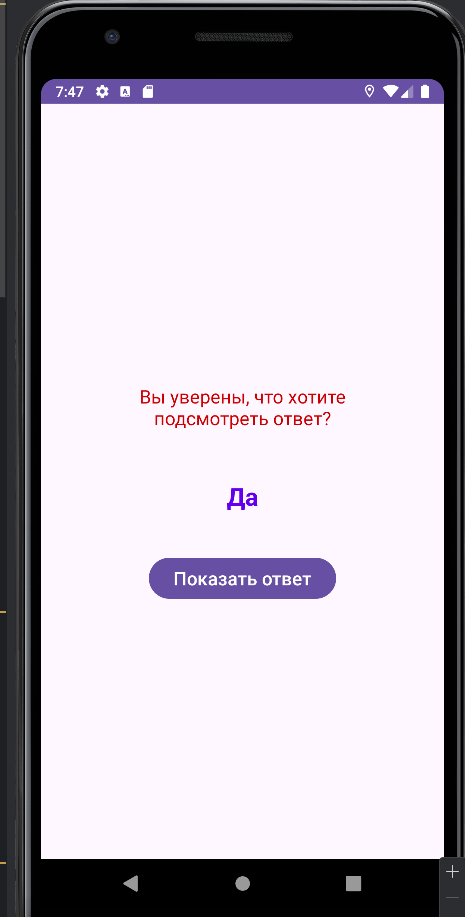 7:47
Вы уверены, что хотите
подсмотреть ответ?
Да
Показать ответ